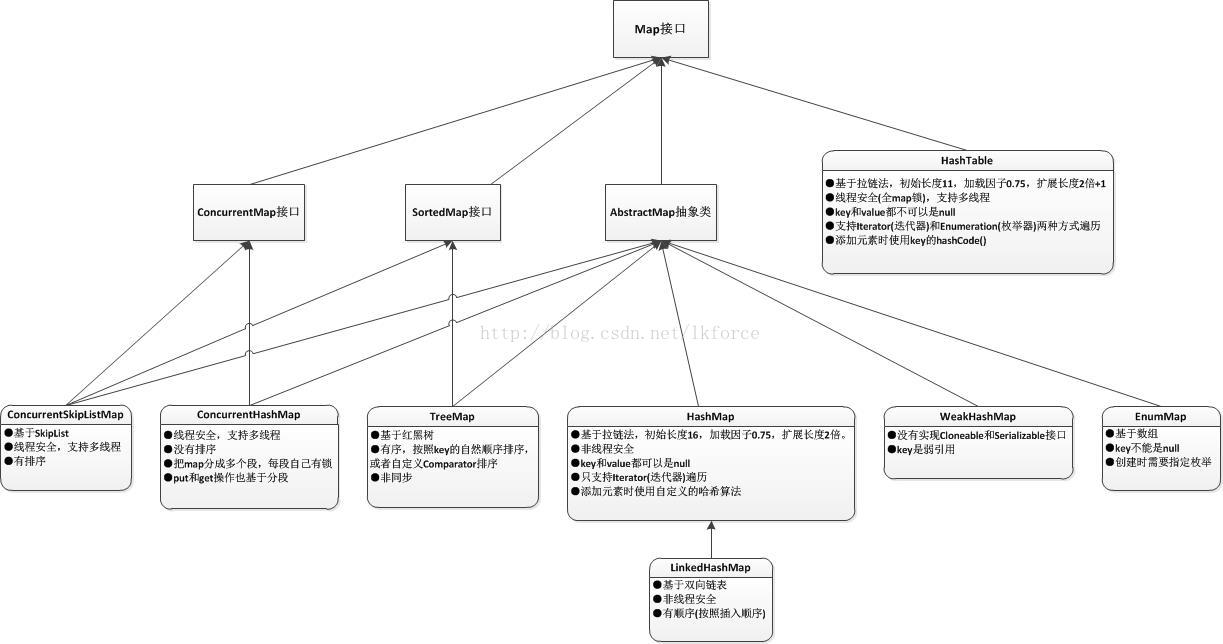 Map接口
HashTable
●基于拉链法，初始长度11，加载因子0.75，扩展长度2倍+1
●线程安全(全map锁)，支持多线程
●key和value都不可以是null
●支持Iterator(迭代器)和Enumeration(枚举器)两种方式遍历
●添加元素时使用key的hashCode()
ConcurrentMap接口
SortedMap接口
AbstractMap抽象类
http://blog.csdn.net/lkforce
ConcurrentSkipListMap
●基于SkipList
●线程安全，支持多线程
●有排序
ConcurrentHashMap
●线程安全，支持多线程
●没有排序
●把map分成多个段，每段自己有锁
●put和get操作也基于分段
TreeMap
●基于红黑树
●有序，按照key的自然顺序排序，
或者自定义Comparator排序
●非同步
HashMap
●基于拉链法，初始长度16，加载因子0.75，扩展长度2倍。
●非线程安全
●key和value都可以是null
●只支持Iterator(迭代器)遍历
●添加元素时使用自定义的哈希算法
WeakHashMap
●没有实现Cloneable和Serializable接口
●key是弱引用
EnumMap
●基于数组
●key不能是null
●创建时需要指定枚举
LinkedHashMap
●基于双向链表
●非线程安全
●有顺序(按照插入顺序)